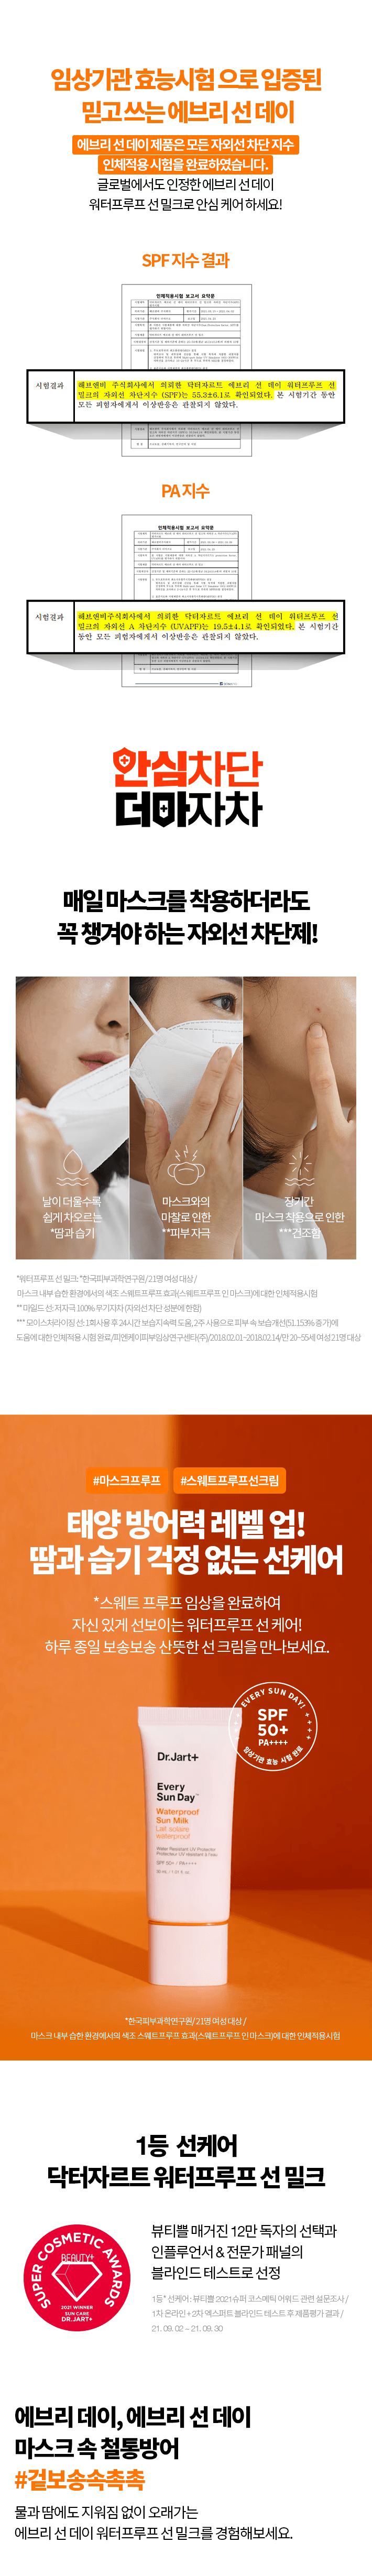 임상기관 효능시험 으로 입증된
믿고 쓰는 에브리 선 데이
에브리 선 데이 제품은 모든 자외선 차단 지수
인체적용 시험을 완료하였습니다.
글로벌에서도 인정한 에브리 선 데이
워터프루프 선 밀크로 안심 케어 하세요!
SPF 지수 결과
인체적용시험 보고서 요약문
시험결과
해브앤비 주식회사에서 의뢰한 닥터자르트 에브리 선 데이 워터프루프 선
밀크의 자외선 차단지수 (SPF)는 55.3±6.1로 확인되었다. 본 시험기간 동안
모든 피험자에게서 이상반응은 관찰되지 않았다.
PA 지수
인체적용시험 보고서 요약문
시험결과
해브앤비주식회사에서 의뢰한 닥터자르트 에브리 선 데이 워터프루프 선
밀크의 자외선 A 차단지수 (UVAPF)는 19.5±4.1로 확인되었다. 본 시험기간
동안 모든 피험자에게서 이상반응은 관찰되지 않았다.
안심차단
더마자차
매일 마스크를 착용하더라도
꼭 챙겨야 하는 자외선 차단제!
날이 더울수록
쉽게 차오르는
*땀과 습기
마스크와의
마찰로 인한
**피부 자극
장기간
마스크 착용으로 인한
***건조함
*워터프루프 선 밀크: *한국피부과학연구원/ 21명 여성 대상 /
마스크 내부 습한 환경에서의 색조 스웨트프루프 효과(스웨트프루프 인 마스크)에 대한 인체적용시험
** 마일드 선: 저자극 100% 무기자차 (자외선 차단 성분에 한함)
*** 모이스처라이징 선: 1회사용 후 24시간 보습지속력 도움, 2주 사용으로 피부 속 보습개선(51.153% 증가)에
도움에 대한 인체적용 시험 완료/피앤케이피부임상연구센타(주)/2018.02.01~2018.02.14/만 20~55세 여성 21명 대상
#마스크프루프
#스웨트프루프선크림
태양 방어력 레벨 업!
땀과 습기 걱정 없는 선케어
*스웨트 프루프 임상을 완료하여
자신 있게 선보이는 워터프루프 선 케어!
하루 종일 보송보송 산뜻한 선 크림을 만나보세요.
EVERY SUN DAY!
SPF
50+
PA++++
임상기관 효능 시험 완료
Dr.Jart+
Every
Sun Day™
Waterproof
Sun Milk
Lait solaire
waterproof
Water Resistant UV Protector
Protecteur UV résistant à l'eau
SPF 50+ / PA++++
30 mL / 1.01 fl. oz.
*한국피부과학연구원/ 21명 여성 대상 /
마스크 내부 습한 환경에서의 색조 스웨트프루프 효과(스웨트프루프 인 마스크)에 대한 인체적용시험
1등 선케어
닥터자르트 워터프루프 선 밀크
SUPER COSMETIC AWARDS
BEAUTY+
2021 WINNER
SUN CARE
DR.JART+
뷰티쁠 매거진 12만 독자의 선택과
인플루언서 & 전문가 패널의
블라인드 테스트로 선정
1등* 선케어 : 뷰티쁠 2021 슈퍼 코스메틱 어워드 관련 설문조사 /
1차 온라인 + 2차 엑스퍼트 블라인드 테스트 후 제품평가 결과 /
21. 09. 02 ~ 21. 09. 30
에브리 데이, 에브리 선 데이
마스크 속 철통방어
#겉보송속촉촉
물과 땀에도 지워짐 없이 오래가는
에브리 선 데이 워터프루프 선 밀크를 경험해보세요.